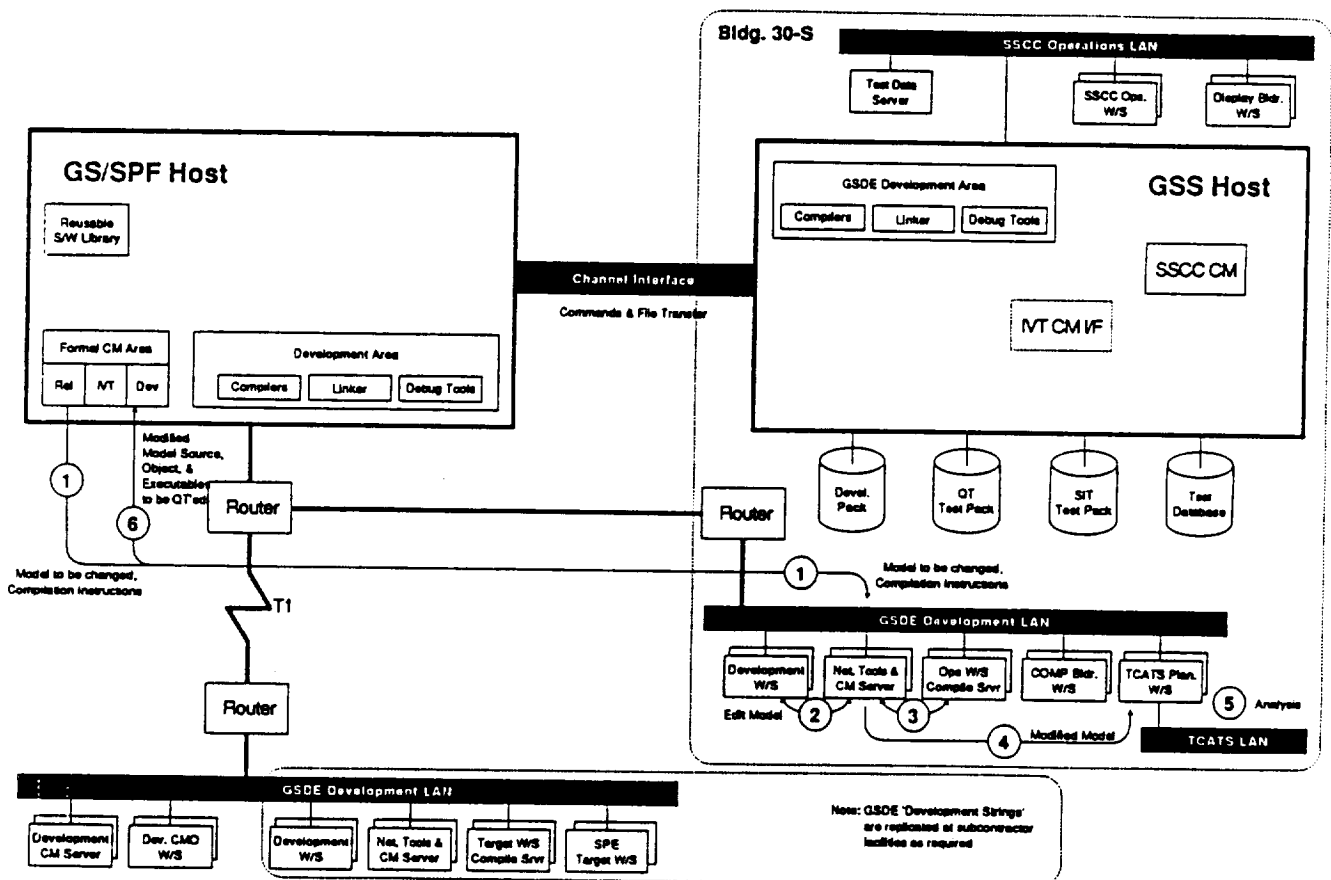 Bldg. 30-S
SSCC Operations LAN
Test Data
Server
SSCC Ops.
W/S
Display Bldr.
W/S
GS/SPF Host
Reusable
S/W Library
GSDE Development Area
Compilers
Linker
Debug Tools
GSS Host
SSCC CM
IVT CM I/F
Channel Interface
Commands & File Transfer
Formal CM Area
Rel
IVT
Dev
Development Area
Compilers
Linker
Debug Tools
Modified
Model Source,
Object, &
Executables
to be QT'ed
1
6
Router
Router
Devel.
Pack
QT
Test Pack
SIT
Test Pack
Test
Database
Model to be changed,
Compilation Instructions
1
Model to be changed,
Compilation Instructions
T1
GSDE Development LAN
Development
W/S
Net, Tools &
CM Server
Ops W/S
Compile Srvr
COMP Bldr.
W/S
TCATS Plan.
W/S
Edit Model
2
3
4
Modified Model
5
Analysis
TCATS LAN
Router
GSDE Development LAN
Development
CM Server
Dev. CMD
W/S
Development
W/S
Net, Tools &
CM Server
Target W/S
Compile Srvr
SPE
Target W/S
Note: GSDE 'Development Strings'
are replicated at subcontractor
facilities as required